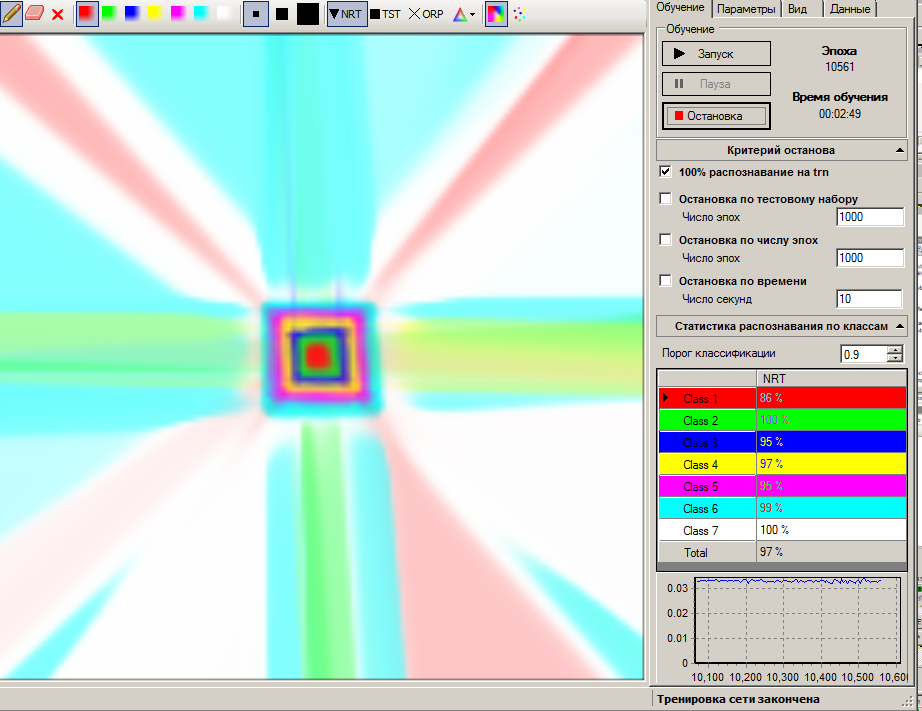 NRT TST ORP
Обучение Параметры Вид Данные
Обучение
Запуск
Пауза
Остановка
Эпоха
10561
Время обучения
00:02:49
Критерий останова
100% распознавание на trn
Остановка по тестовому набору
Число эпох 1000
Остановка по числу эпох
Число эпох 1000
Остановка по времени
Число секунд 10
Статистика распознавания по классам
Порог классификации 0.9
NRT
Class 1 86 %
Class 2 100 %
Class 3 95 %
Class 4 97 %
Class 5 95 %
Class 6 99 %
Class 7 100 %
Total 97 %
0.03
0.02
0.01
0
10,100 10,200 10,300 10,400 10,500 10,600
Тренировка сети закончена